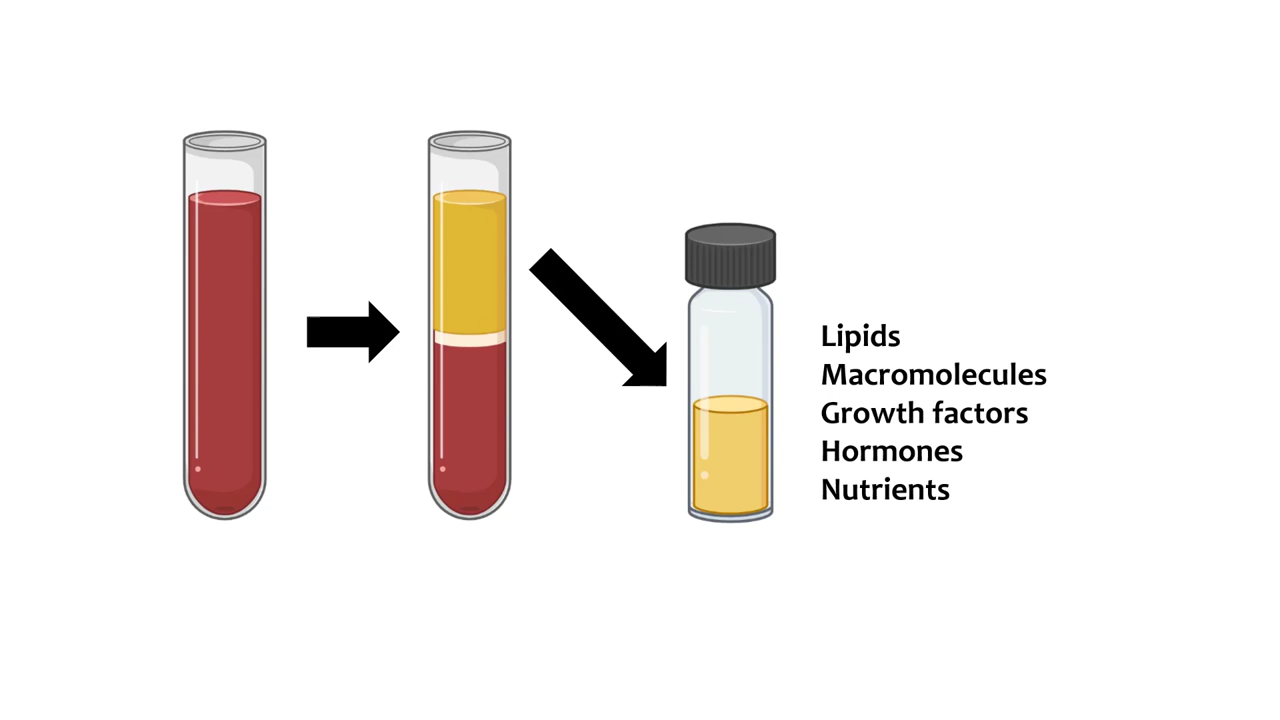 Lipids
Macromolecules
Growth factors
Hormones
Nutrients